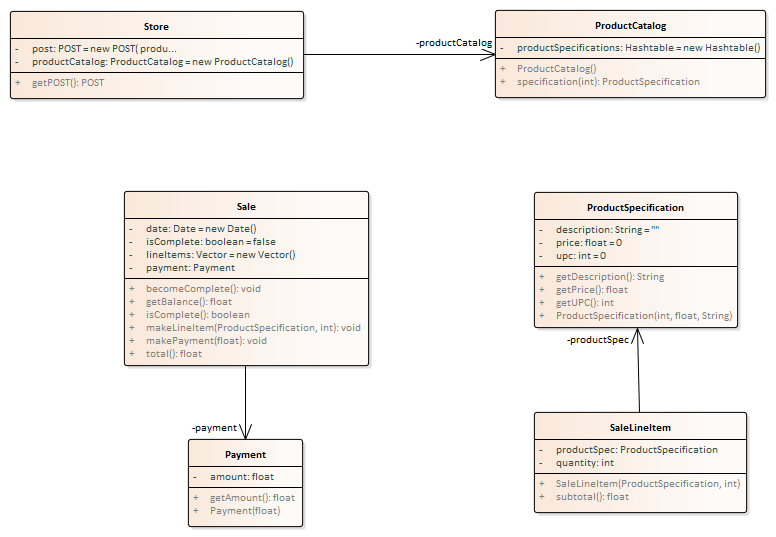 Store
- post: POST = new POST( produ...
- productCatalog: ProductCatalog = new ProductCatalog()
+ getPOST(): POST
-productCatalog
ProductCatalog
- productSpecifications: Hashtable = new Hashtable()
+ ProductCatalog()
+ specification(int): ProductSpecification
Sale
- date: Date = new Date()
- isComplete: boolean = false
- lineItems: Vector = new Vector()
- payment: Payment
+ becomeComplete(): void
+ getBalance(): float
+ isComplete(): boolean
+ makeLineItem(ProductSpecification, int): void
+ makePayment(float): void
+ total(): float
ProductSpecification
- description: String = ""
- price: float = 0
- upc: int = 0
+ getDescription(): String
+ getPrice(): float
+ getUPC(): int
+ ProductSpecification(int, float, String)
-productSpec
-payment
Payment
- amount: float
+ getAmount(): float
+ Payment(float)
SaleLineItem
- productSpec: ProductSpecification
- quantity: int
+ SaleLineItem(ProductSpecification, int)
+ subtotal(): float